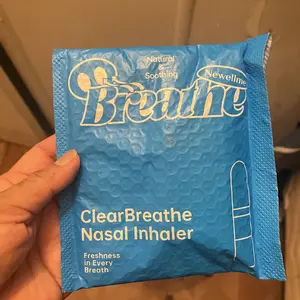 Natural
&
Soothing
Newellme
Breathe
ClearBreathe
Nasal Inhaler
Freshness
in Every
Breath